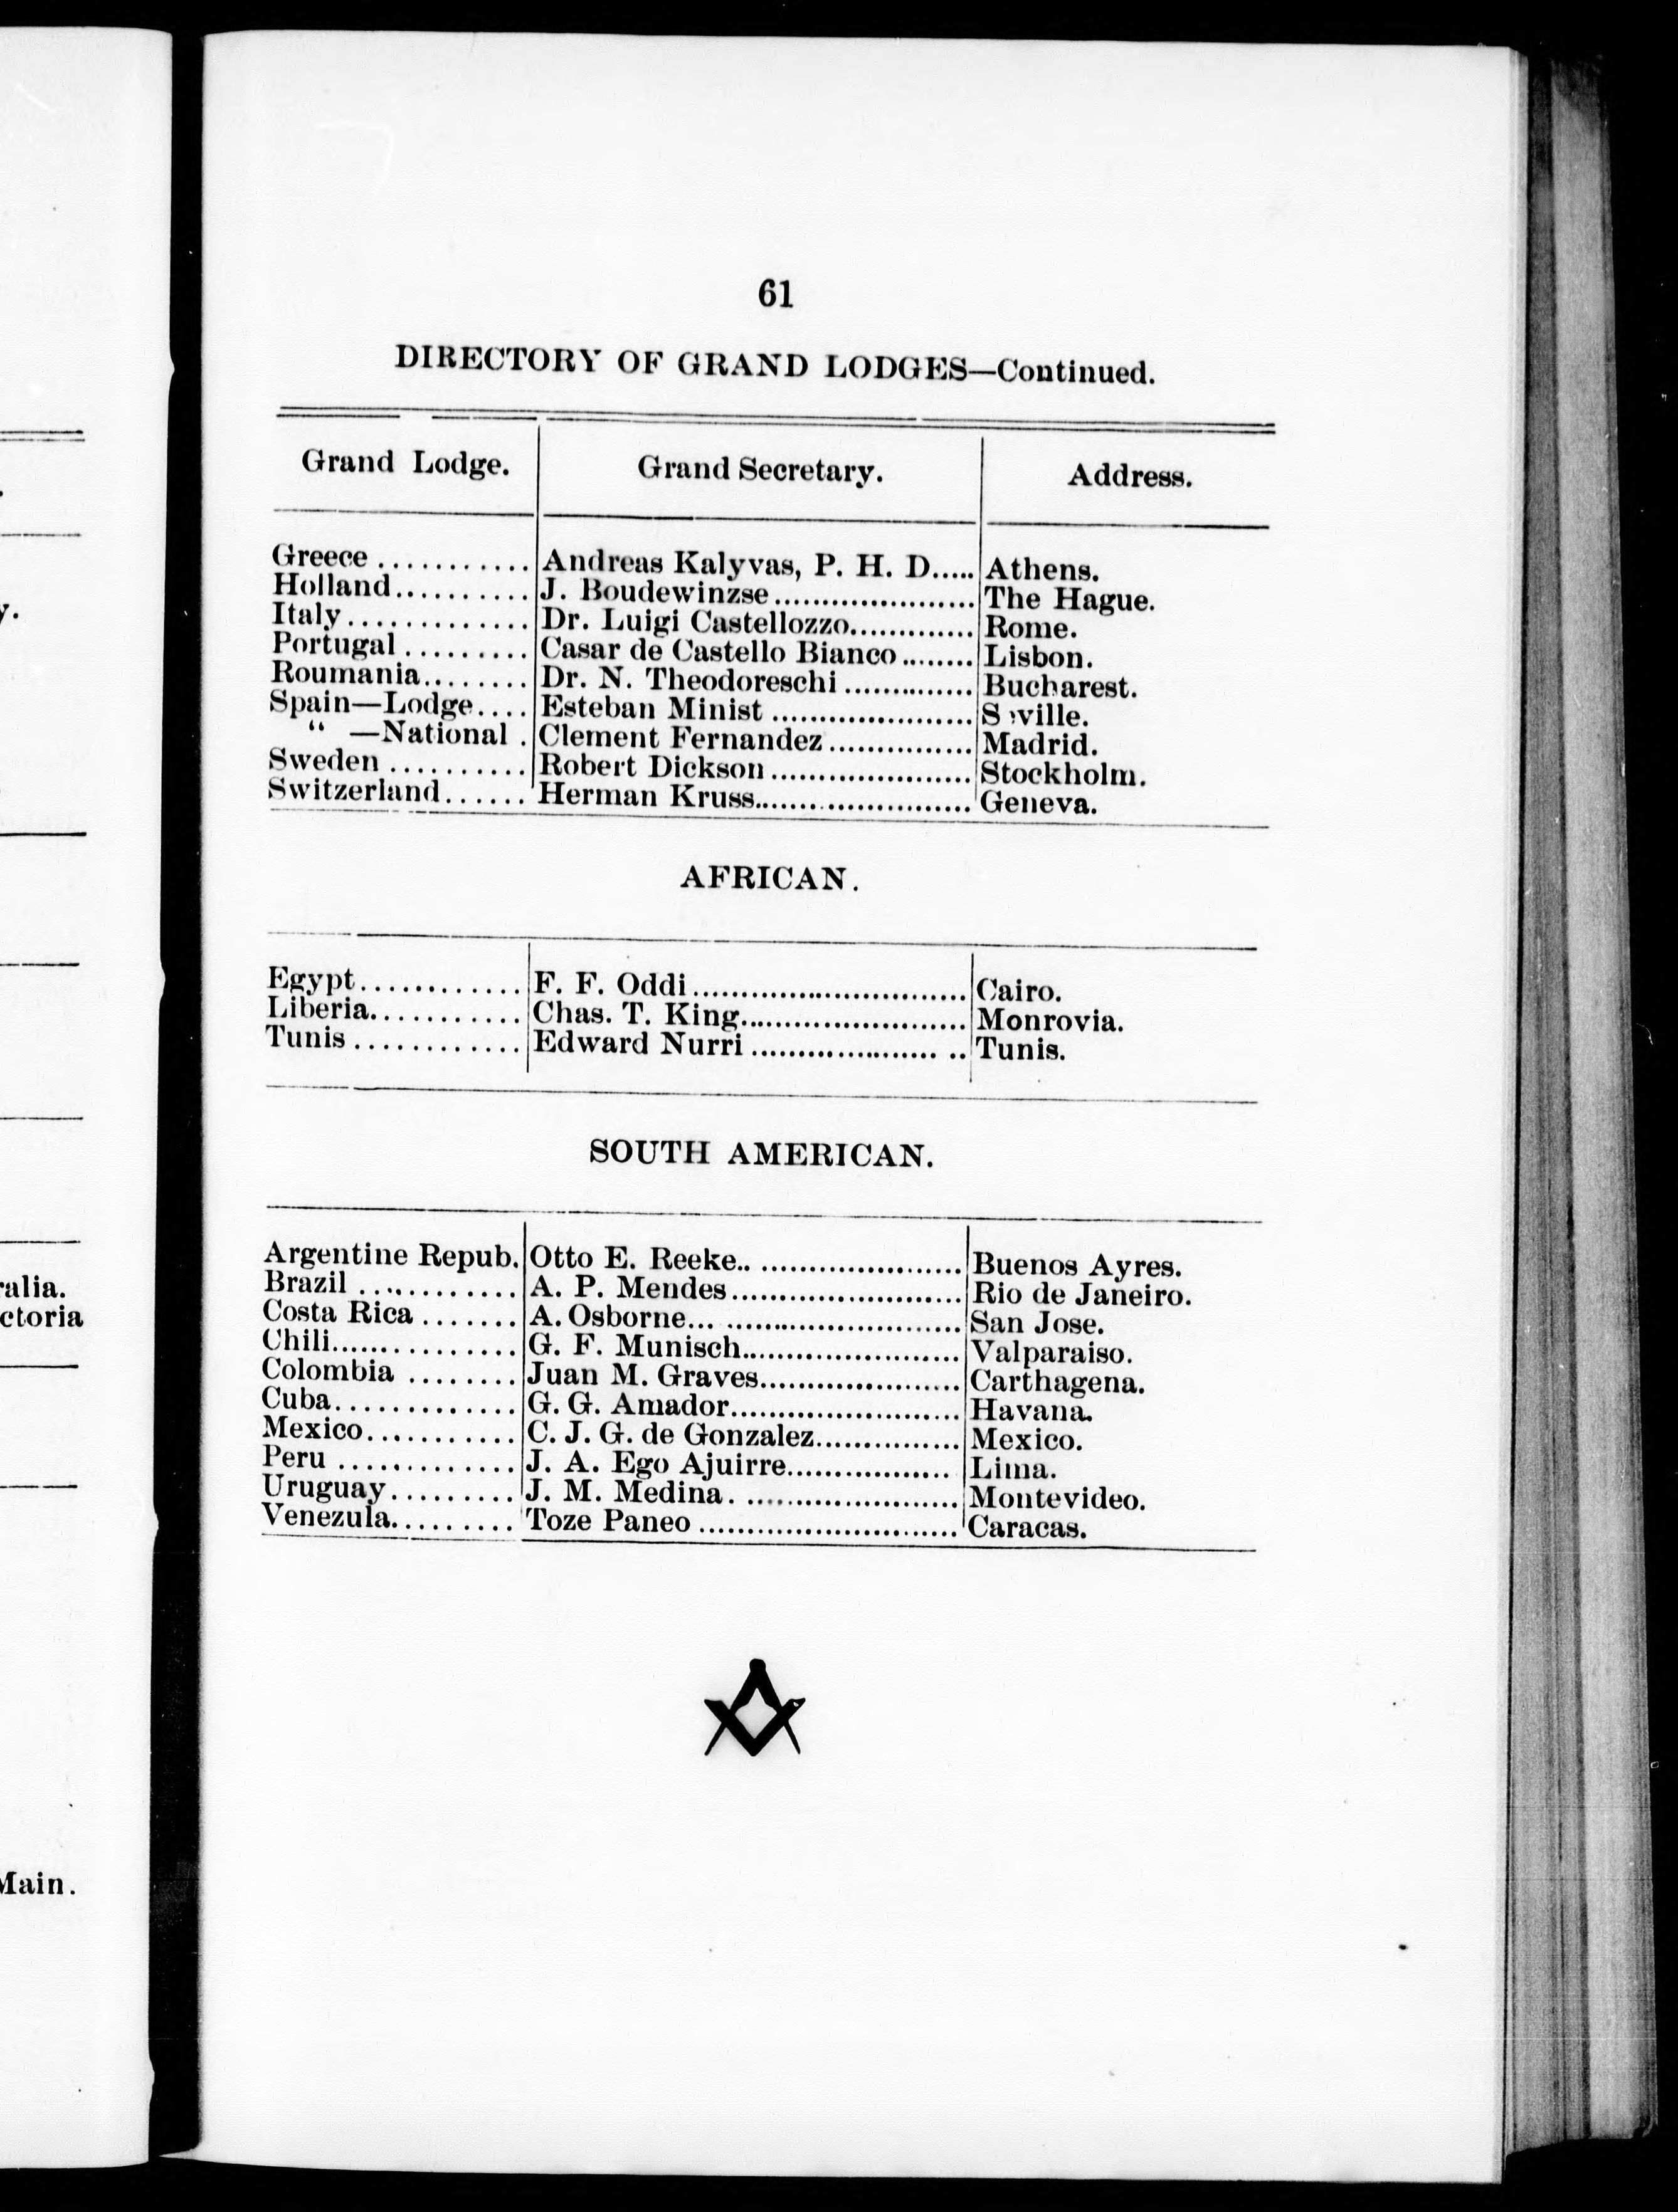 61
DIRECTORY OF GRAND LODGES—Continued.
Grand Lodge. Grand Secretary. Address.
Greece ........... Andreas Kalyvas, P. H. D..... Athens.
Holland.......... J. Boudewinzse...................... The Hague.
Italy............. Dr. Luigi Castellozzo............. Rome.
Portugal ......... Casar de Castello Bianco........ Lisbon.
Roumania........ Dr. N. Theodoreschi.............. Bucharest.
Spain—Lodge.... Esteban Minist...................... S ville.
“ —National . Clement Fernandez................ Madrid.
Sweden .......... Robert Dickson...................... Stockholm.
Switzerland...... Herman Kruss........................ Geneva.
AFRICAN.
Egypt............ F. F. Oddi.............................. Cairo.
Liberia........... Chas. T. King......................... Monrovia.
Tunis ............ Edward Nurri .................... .. Tunis.
SOUTH AMERICAN.
Argentine Repub. Otto E. Reeke.. ...................... Buenos Ayres.
Brazil ............ A. P. Mendes......................... Rio de Janeiro.
Costa Rica ....... A. Osborne... .......................... San Jose.
Chili............... G. F. Munisch........................ Valparaiso.
Colombia ........ Juan M. Graves...................... Carthagena.
Cuba.............. G. G. Amador......................... Havana.
Mexico........... C. J. G. de Gonzalez................ Mexico.
Peru ............. J. A. Ego Ajuirre.................. Lima.
Uruguay......... J. M. Medina. ....................... Montevideo.
Venezula......... Toze Paneo............................ Caracas.
y.
ralia.
ctoria
Main.